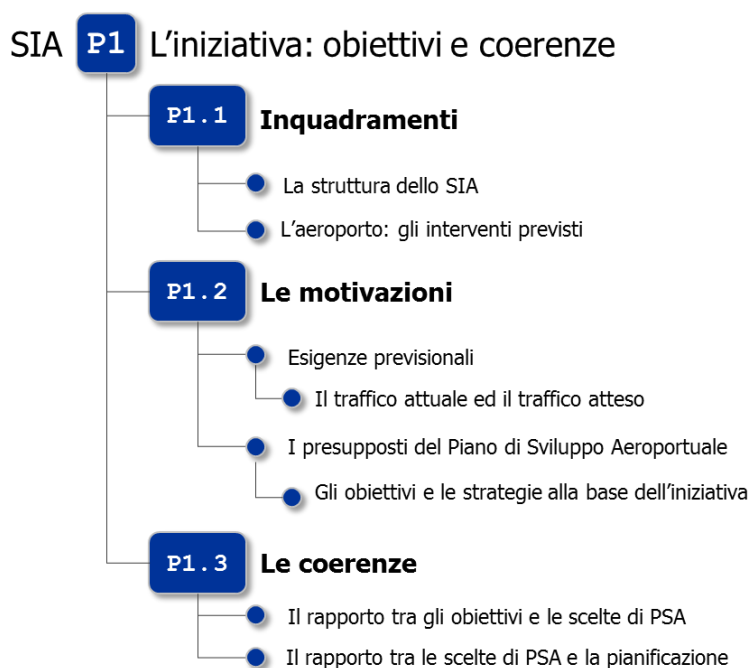 SIA P1 L'iniziativa: obiettivi e coerenze
P1.1 Inquadramenti
La struttura dello SIA
L'aeroporto: gli interventi previsti
P1.2 Le motivazioni
Esigenze previsionali
Il traffico attuale ed il traffico atteso
I presupposti del Piano di Sviluppo Aeroportuale
Gli obiettivi e le strategie alla base dell'iniziativa
P1.3 Le coerenze
Il rapporto tra gli obiettivi e le scelte di PSA
Il rapporto tra le scelte di PSA e la pianificazione